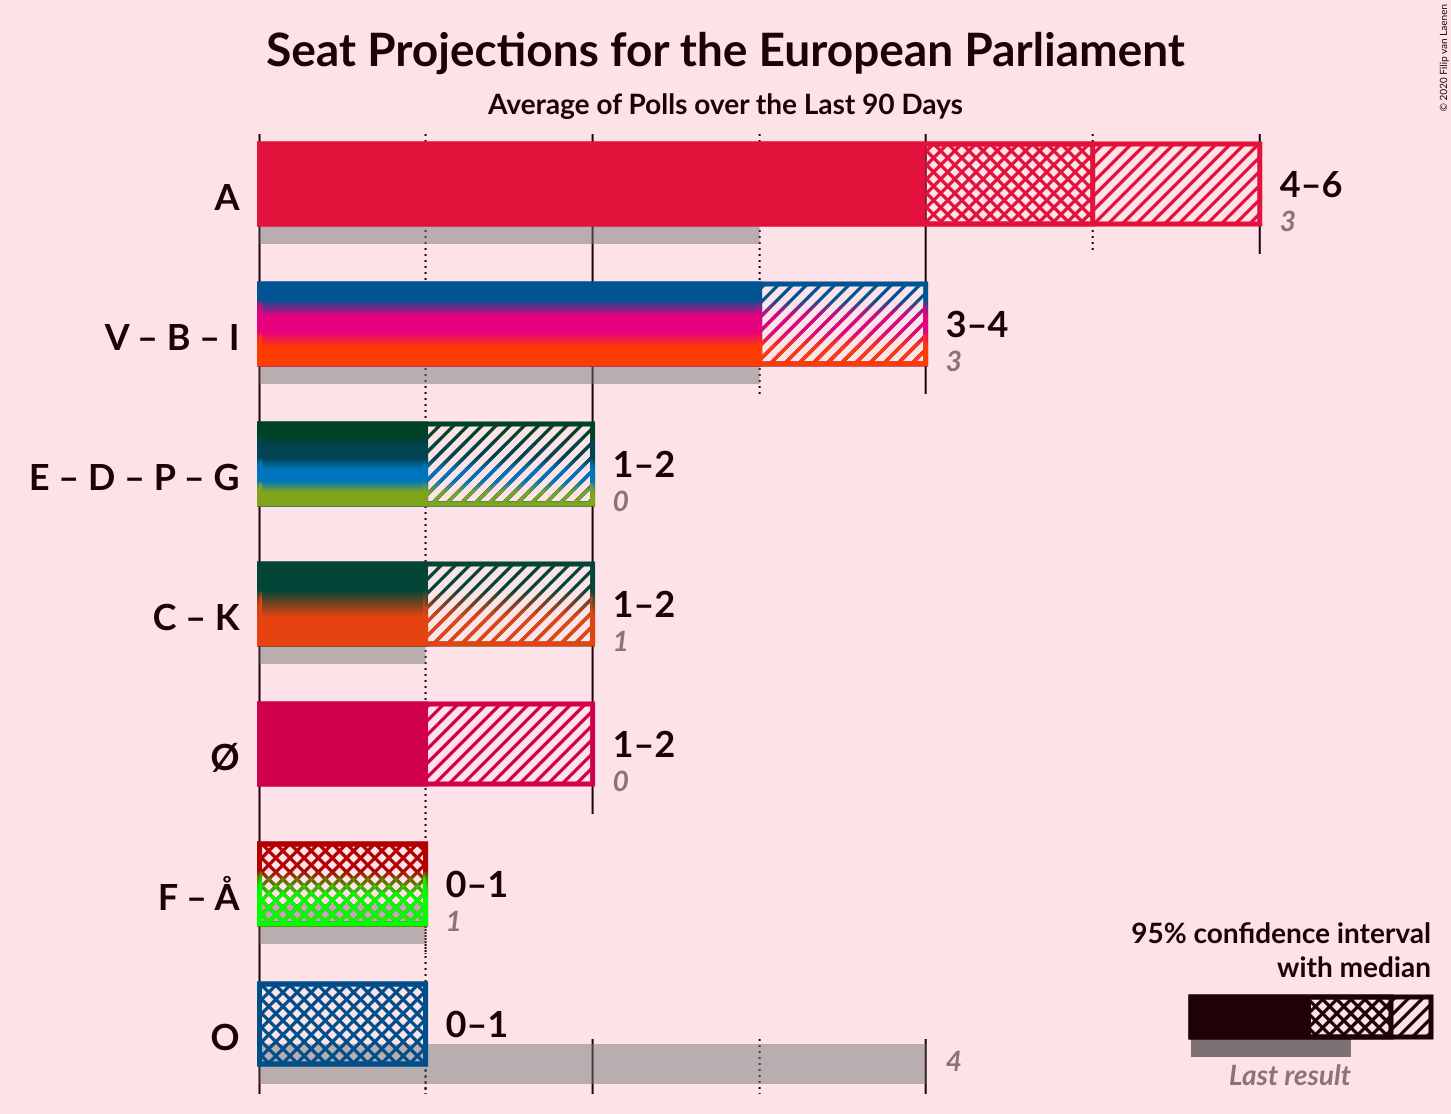 Seat Projections for the European Parliament
Average of Polls over the Last 90 Days
© 2020 Filip van Laenen
A
4–6
3
V – B – I
3–4
3
E – D – P – G
1–2
0
C – K
1–2
1
Ø
1–2
0
F – Å
0–1
1
O
0–1
4
95% confidence interval
with median
Last result